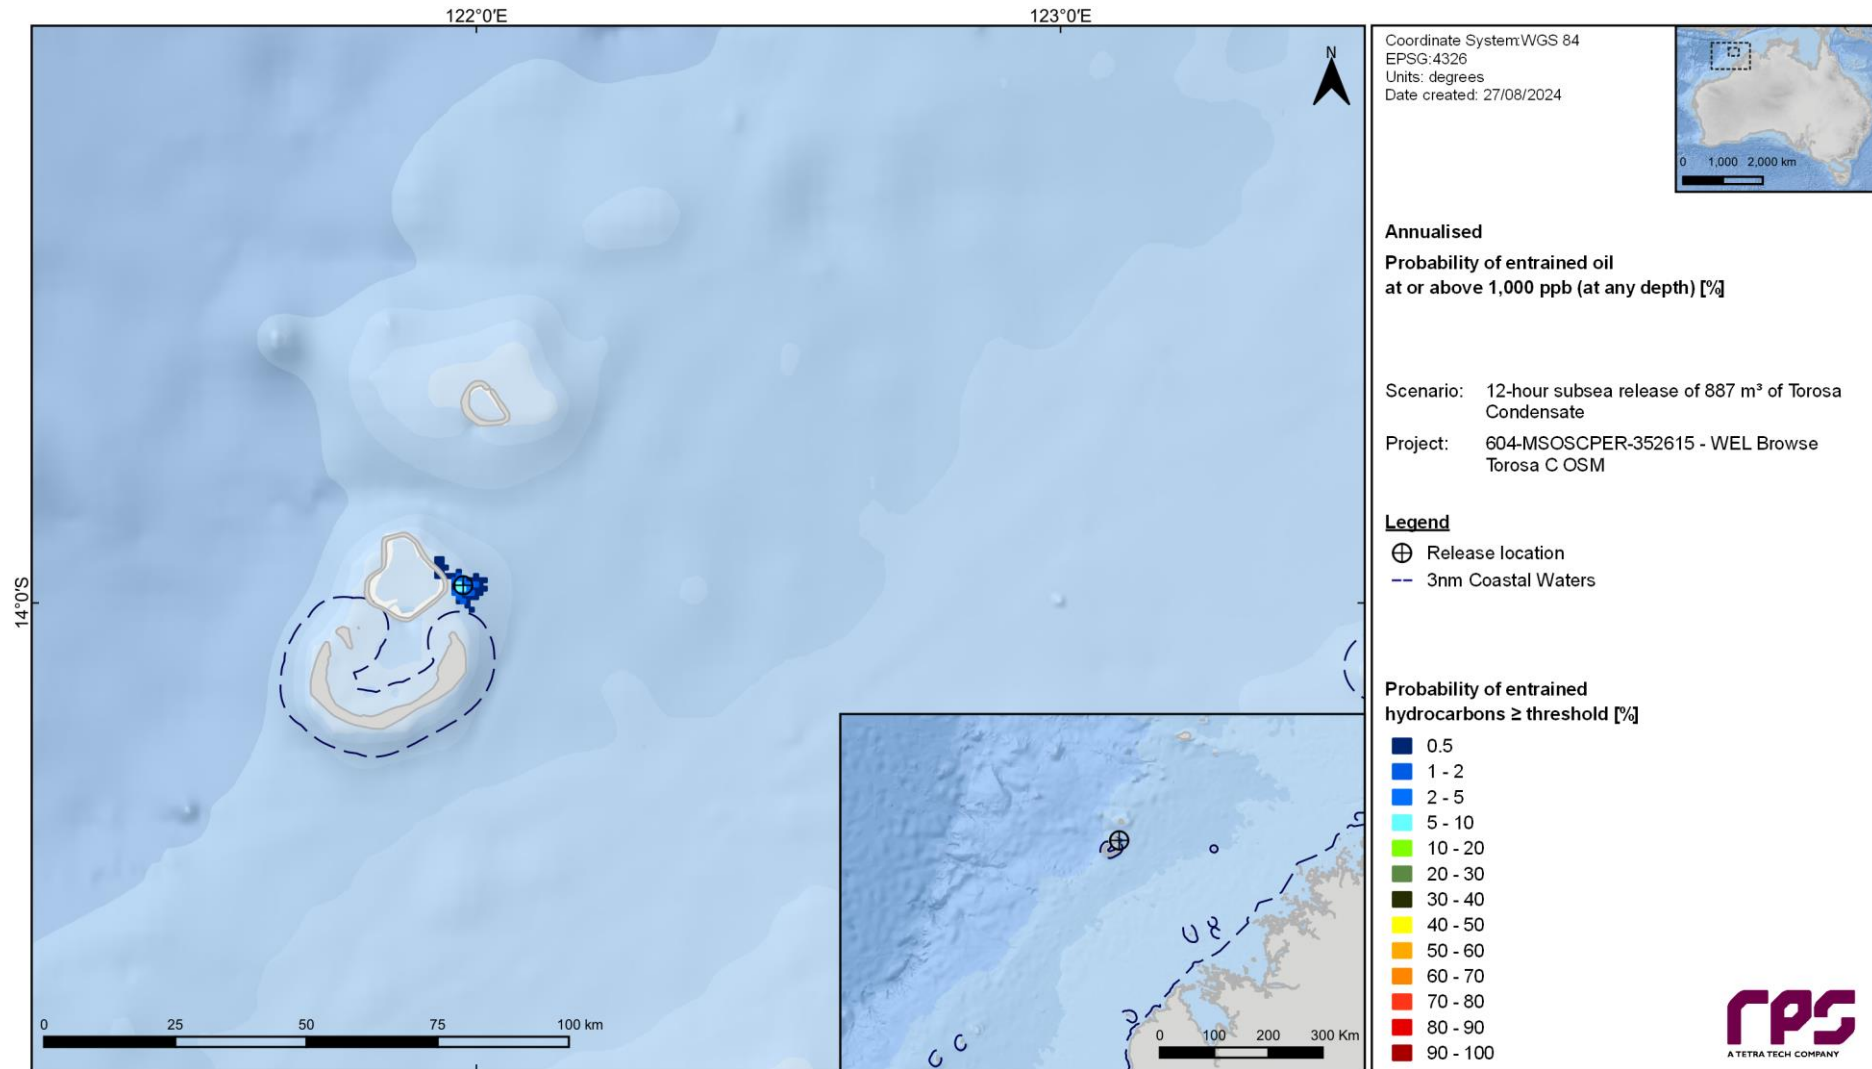 122°0'E
123°0'E
14°0'S
N
0 25 50 75 100 km
0 100 200 300 Km
Coordinate System:WGS 84
EPSG:4326
Units: degrees
Date created: 27/08/2024
0 1,000 2,000 km
Annualised
Probability of entrained oil
at or above 1,000 ppb (at any depth) [%]
Scenario: 12-hour subsea release of 887 m³ of Torosa
Condensate
Project: 604-MSOSCPER-352615 - WEL Browse
Torosa C OSM
Legend
Release location
3nm Coastal Waters
Probability of entrained
hydrocarbons ≥ threshold [%]
0.5
1 - 2
2 - 5
5 - 10
10 - 20
20 - 30
30 - 40
40 - 50
50 - 60
60 - 70
70 - 80
80 - 90
90 - 100
rps
A TETRA TECH COMPANY